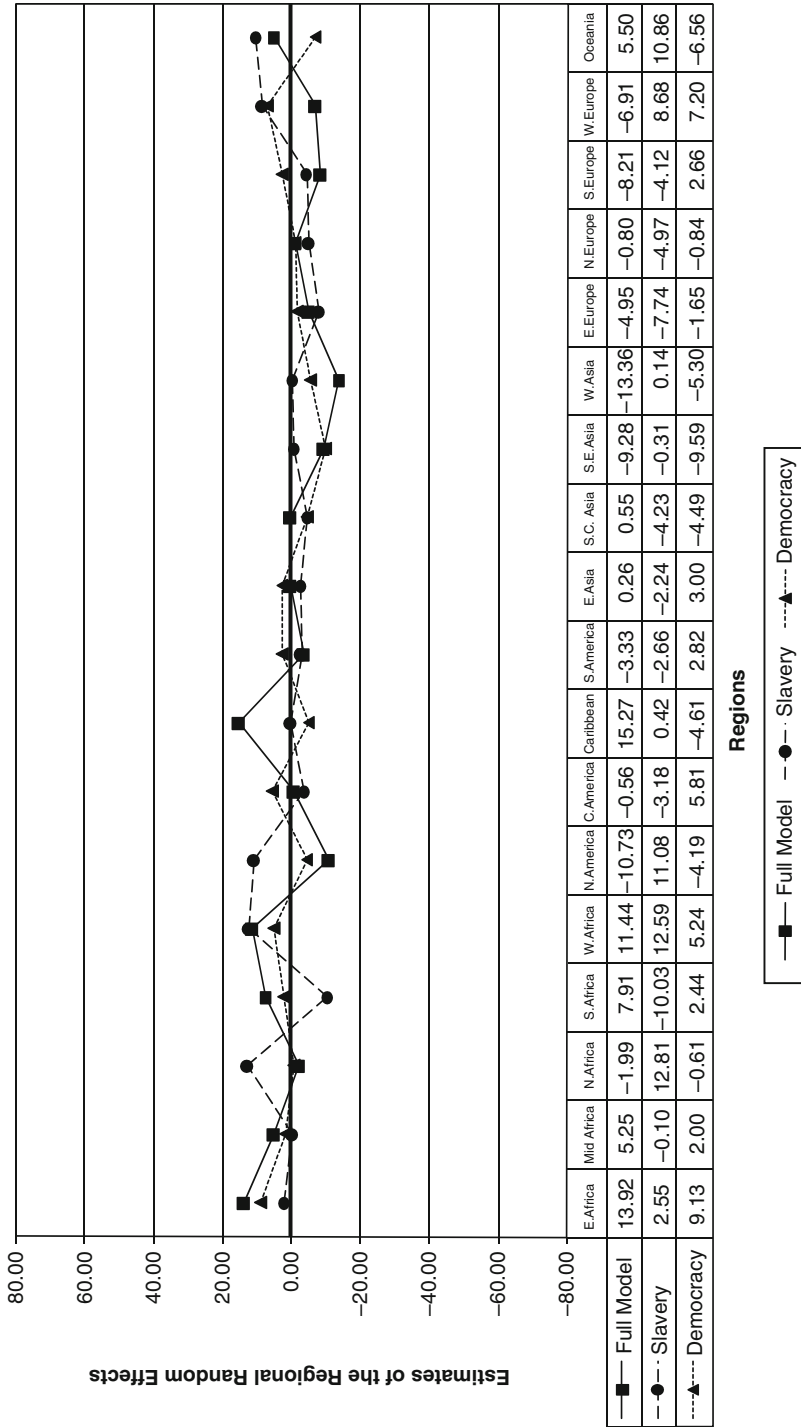 Estimates of the Regional Random Effects
80.00
60.00
40.00
20.00
0.00
−20.00
−40.00
−60.00
−80.00
E.Africa Mid Africa N.Africa S.Africa W.Africa N.America C.America Caribbean S.America E.Asia S.C. Asia S.E.Asia W.Asia E.Europe N.Europe S.Europe W.Europe Oceania
Full Model 13.92 5.25 −1.99 7.91 11.44 −10.73 −0.56 15.27 −3.33 0.26 0.55 −9.28 −13.36 −4.95 −0.80 −8.21 −6.91 5.50
Slavery 2.55 −0.10 12.81 −10.03 12.59 11.08 −3.18 0.42 −2.66 −2.24 −4.23 −0.31 0.14 −7.74 −4.97 −4.12 8.68 10.86
Democracy 9.13 2.00 −0.61 2.44 5.24 −4.19 5.81 −4.61 2.82 3.00 −4.49 −9.59 −5.30 −1.65 −0.84 2.66 7.20 −6.56
Regions
Full Model Slavery Democracy